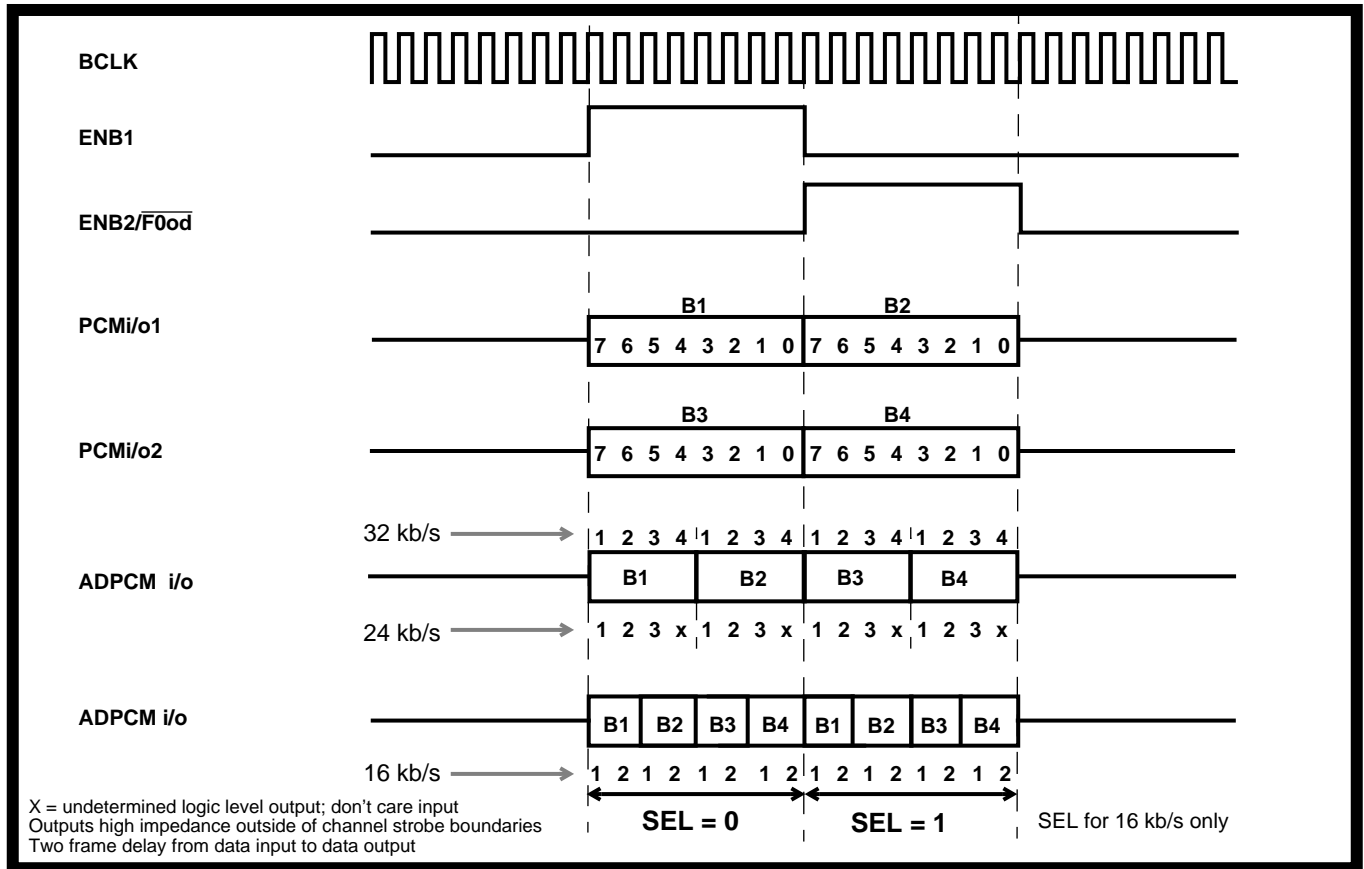 BCLK
ENB1
ENB2/F0od
B1 B2
PCMi/o1
7 6 5 4 3 2 1 0 7 6 5 4 3 2 1 0
B3 B4
PCMi/o2
7 6 5 4 3 2 1 0 7 6 5 4 3 2 1 0
32 kb/s 1 2 3 4 1 2 3 4 1 2 3 4 1 2 3 4
ADPCM i/o B1 B2 B3 B4
24 kb/s 1 2 3 x 1 2 3 x 1 2 3 x 1 2 3 x
ADPCM i/o B1 B2 B3 B4 B1 B2 B3 B4
16 kb/s 1 2 1 2 1 2 1 2 1 2 1 2 1 2 1 2
X = undetermined logic level output; don't care input
Outputs high impedance outside of channel strobe boundaries
Two frame delay from data input to data output
SEL = 0 SEL = 1 SEL for 16 kb/s only